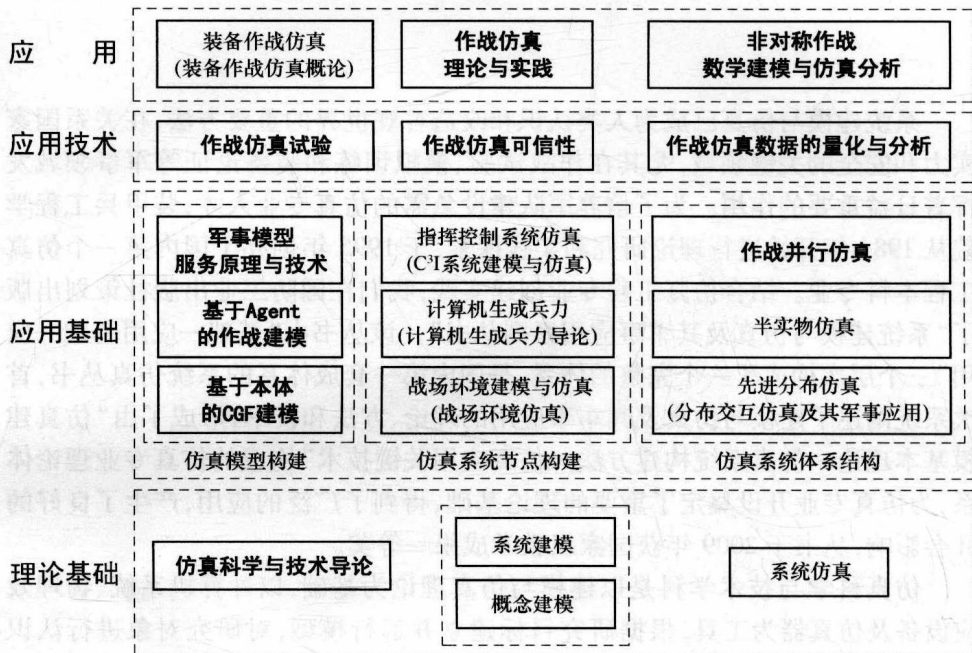 应 用
装备作战仿真
(装备作战仿真概论)
作战仿真
理论与实践
非对称作战
数学建模与仿真分析
应用技术
作战仿真试验
作战仿真可信性
作战仿真数据的量化与分析
应用基础
军事模型
服务原理与技术
基于Agent
的作战建模
基于本体
的CGF建模
仿真模型构建
指挥控制系统仿真
(C³I系统建模与仿真)
计算机生成兵力
(计算机生成兵力导论)
战场环境建模与仿真
(战场环境仿真)
仿真系统节点构建
作战并行仿真
半实物仿真
先进分布仿真
(分布交互仿真及其军事应用)
仿真系统体系结构
理论基础
仿真科学与技术导论
系统建模
概念建模
系统仿真